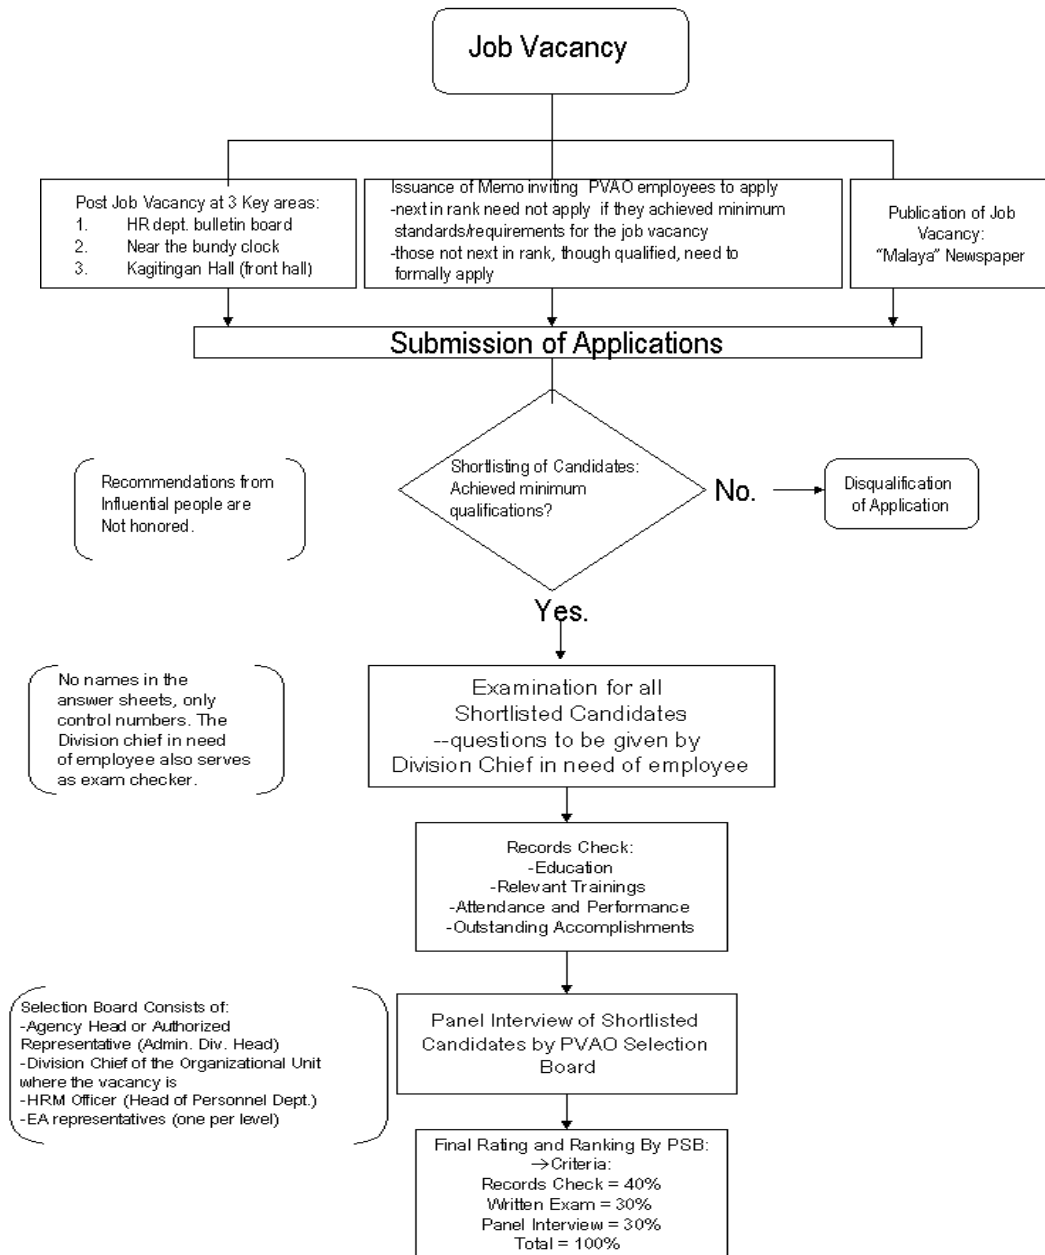 Job Vacancy
Post Job Vacancy at 3 Key areas:
1. HR dept. bulletin board
2. Near the bundy clock
3. Kagitingan Hall (front hall)
Issuance of Memo inviting PVAO employees to apply
-next in rank need not apply if they achieved minimum
standards/requirements for the job vacancy
-those not next in rank, though qualified, need to
formally apply
Publication of Job
Vacancy:
“Malaya” Newspaper
Submission of Applications
Recommendations from
Influential people are
Not honored.
Shortlisting of Candidates:
Achieved minimum
qualifications?
No.
Disqualification
of Application
Yes.
No names in the
answer sheets, only
control numbers. The
Division chief in need
of employee also serves
as exam checker.
Examination for all
Shortlisted Candidates
--questions to be given by
Division Chief in need of employee
Records Check:
-Education
-Relevant Trainings
-Attendance and Performance
-Outstanding Accomplishments
Selection Board Consists of:
-Agency Head or Authorized
Representative (Admin. Div. Head)
-Division Chief of the Organizational Unit
where the vacancy is
-HRM Officer (Head of Personnel Dept.)
-EA representatives (one per level)
Panel Interview of Shortlisted
Candidates by PVAO Selection
Board
Final Rating and Ranking By PSB:
→Criteria:
Records Check = 40%
Written Exam = 30%
Panel Interview = 30%
Total = 100%